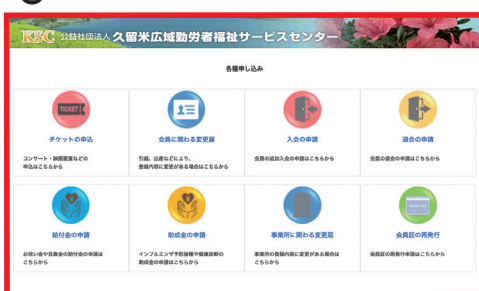 KSC 公益社団法人 久留米広域勤労者福祉サービスセンター
各種申し込み
TICKET
チケットの申込
コンサート・映画鑑賞などの
申込はこちらから
会員に関わる変更届
引越、出産などにより、
登録内容に変更がある場合はこちらから
入会の申請
会員の追加入会の申請はこちらから
退会の申請
会員の退会の申請はこちらから
給付金の申請
お祝い金や見舞金の給付金の申請は
こちらから
助成金の申請
インフルエンザ予防接種や健康診断の
助成金の申請はこちらから
事業所に関わる変更届
事業所の登録内容に変更がある場合は
こちらから
会員証の再発行
会員証の再発行申請はこちらから